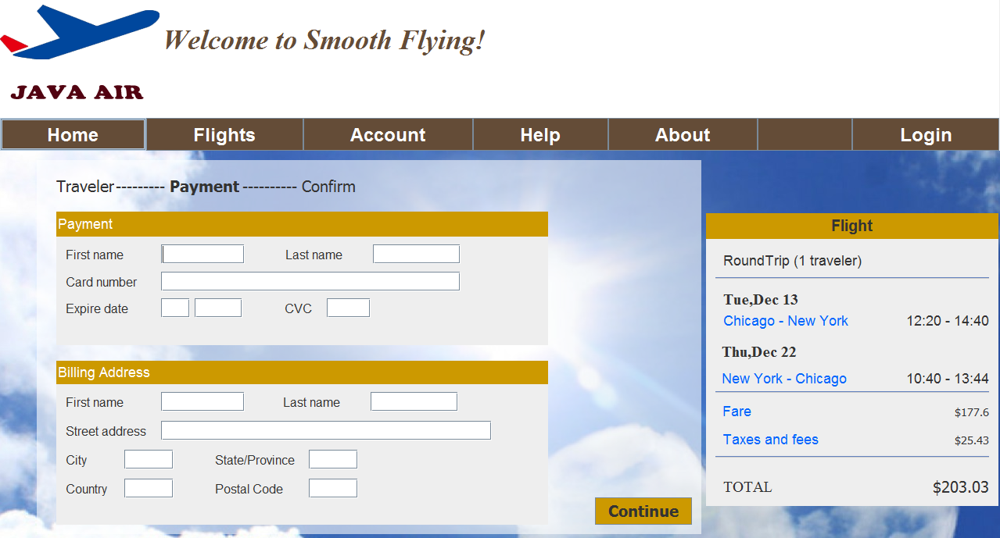 Welcome to Smooth Flying!
JAVA AIR
Home Flights Account Help About Login
Traveler--------- Payment ---------- Confirm
Payment
First name Last name
Card number
Expire date CVC
Billing Address
First name Last name
Street address
City State/Province
Country Postal Code
Continue
Flight
RoundTrip (1 traveler)
Tue,Dec 13
Chicago - New York 12:20 - 14:40
Thu,Dec 22
New York - Chicago 10:40 - 13:44
Fare $177.6
Taxes and fees $25.43
TOTAL $203.03